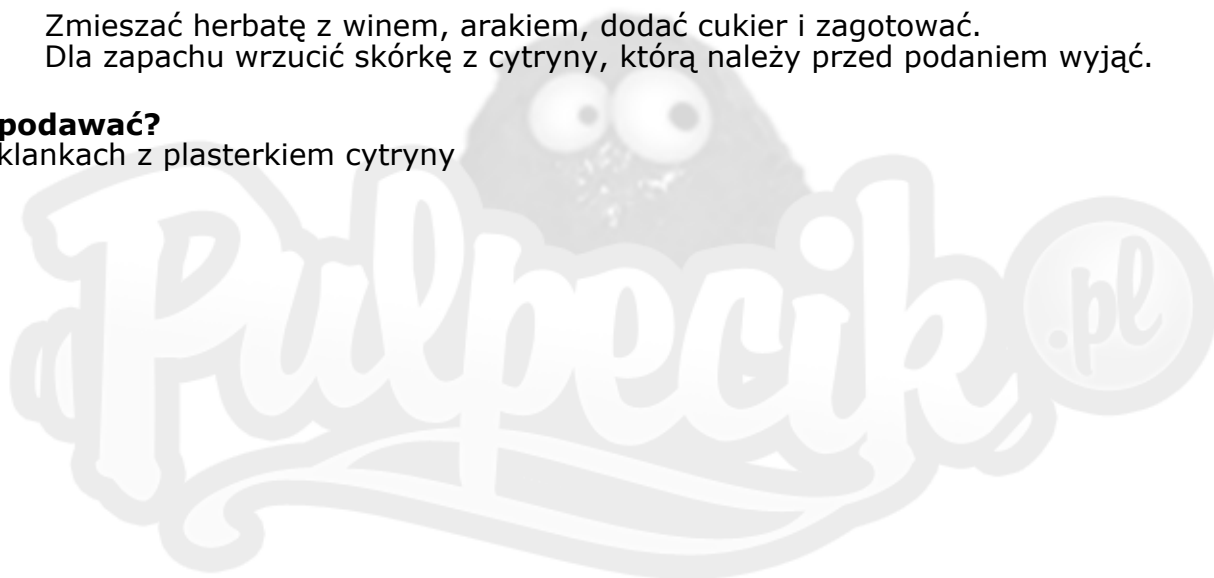 Zmieszać herbatę z winem, arakiem, dodać cukier i zagotować.
Dla zapachu wrzucić skórkę z cytryny, którą należy przed podaniem wyjąć.
podawać?
klankach z plasterkiem cytryny
Pulpecik .pl